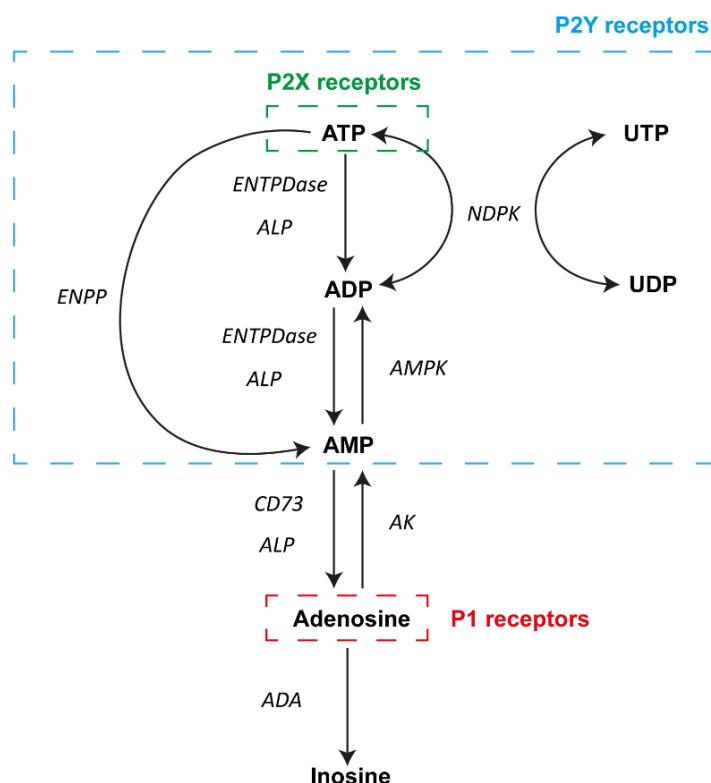 P2Y receptors
P2X receptors
ATP
UTP
ENTPDase
ALP
NDPK
ADP
UDP
ENPP
ENTPDase
ALP
AMPK
AMP
CD73
ALP
AK
Adenosine
P1 receptors
ADA
Inosine